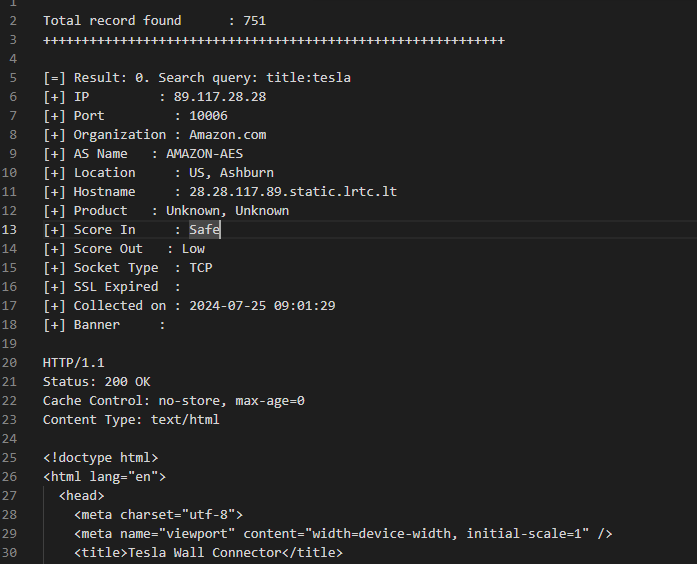 1
2 Total record found      : 751
3 ++++++++++++++++++++++++++++++++++++++++++++++++++++++++++++
4
5 [=] Result: 0. Search query: title:tesla
6 [+] IP         : 89.117.28.28
7 [+] Port         : 10006
8 [+] Organization : Amazon.com
9 [+] AS Name   : AMAZON-AES
10 [+] Location     : US, Ashburn
11 [+] Hostname     : 28.28.117.89.static.lrtc.lt
12 [+] Product   : Unknown, Unknown
13 [+] Score In     : Safe
14 [+] Score Out   : Low
15 [+] Socket Type  : TCP
16 [+] SSL Expired  :
17 [+] Collected on : 2024-07-25 09:01:29
18 [+] Banner     :
19
20 HTTP/1.1
21 Status: 200 OK
22 Cache Control: no-store, max-age=0
23 Content Type: text/html
24
25 <!doctype html>
26 <html lang="en">
27   <head>
28     <meta charset="utf-8">
29     <meta name="viewport" content="width=device-width, initial-scale=1" />
30     <title>Tesla Wall Connector</title>